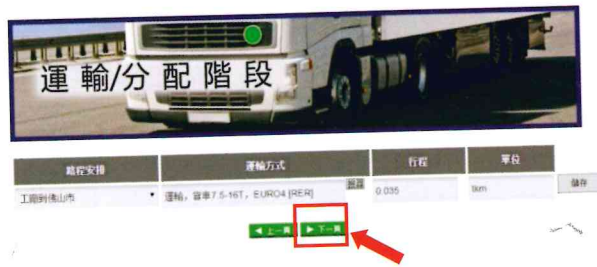 運輸/分配階段
路程安排 運輸方式 行程 單位
工廠到佛山市 運輸，貨車7.5-16T，EURO4 [RER] 搜尋 0.035 tkm 儲存
◀ 上一頁 ▶ 下一頁